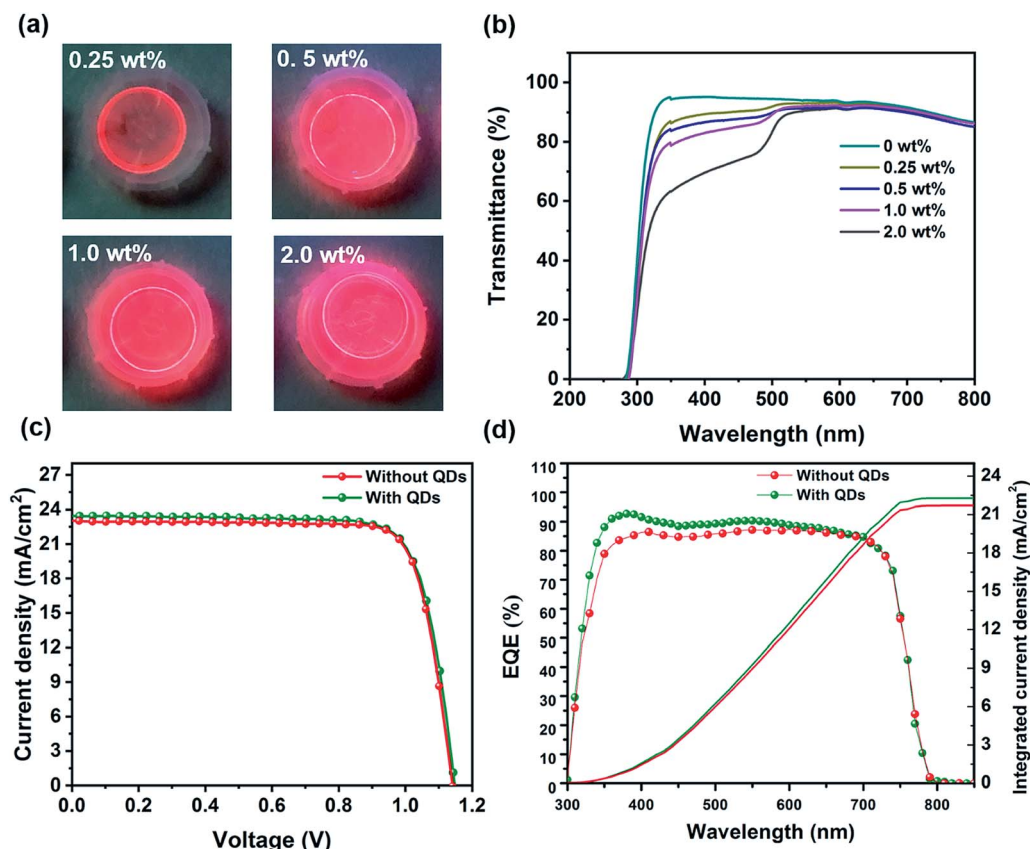 (a)
0.25 wt%
0. 5 wt%
1.0 wt%
2.0 wt%
(b)
100
80
60
40
20
0
Transmittance (%)
0 wt%
0.25 wt%
0.5 wt%
1.0 wt%
2.0 wt%
200 300 400 500 600 700 800
Wavelength (nm)
(c)
27
24
21
18
15
12
9
6
3
0
Current density (mA/cm²)
Without QDs
With QDs
0.0 0.2 0.4 0.6 0.8 1.0 1.2
Voltage (V)
(d)
110
100
90
80
70
60
50
40
30
20
10
0
EQE (%)
Without QDs
With QDs
24
21
18
15
12
9
6
3
0
Integrated current density (mA/cm²)
300 400 500 600 700 800
Wavelength (nm)